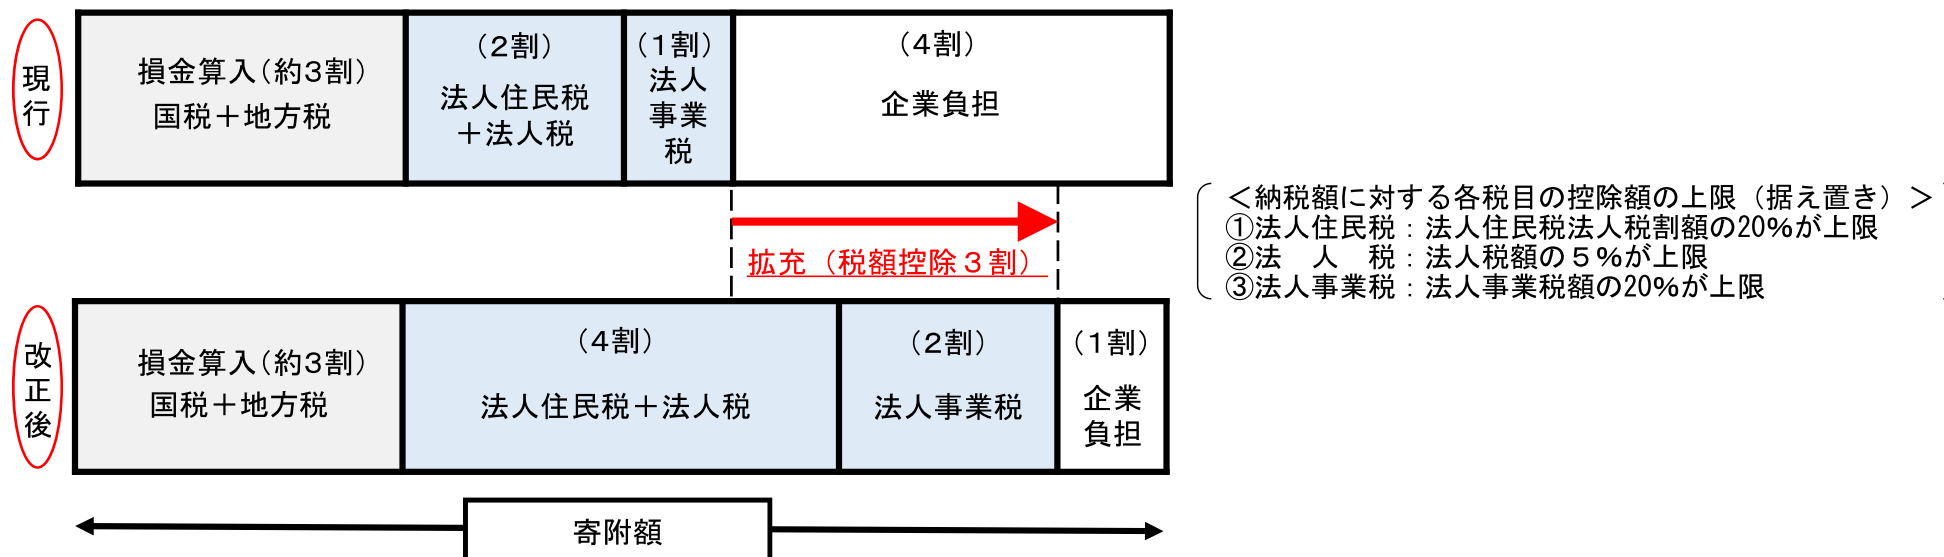 現行
損金算入(約3割)
国税＋地方税
（2割）
法人住民税
＋法人税
（1割）
法人
事業
税
（4割）
企業負担
拡充（税額控除３割）
＜納税額に対する各税目の控除額の上限（据え置き）＞
①法人住民税：法人住民税法人税割額の20%が上限
②法　人　税：法人税額の５％が上限
③法人事業税：法人事業税額の20%が上限
改正後
損金算入(約3割)
国税＋地方税
（4割）
法人住民税＋法人税
（2割）
法人事業税
（1割）
企業
負担
寄附額